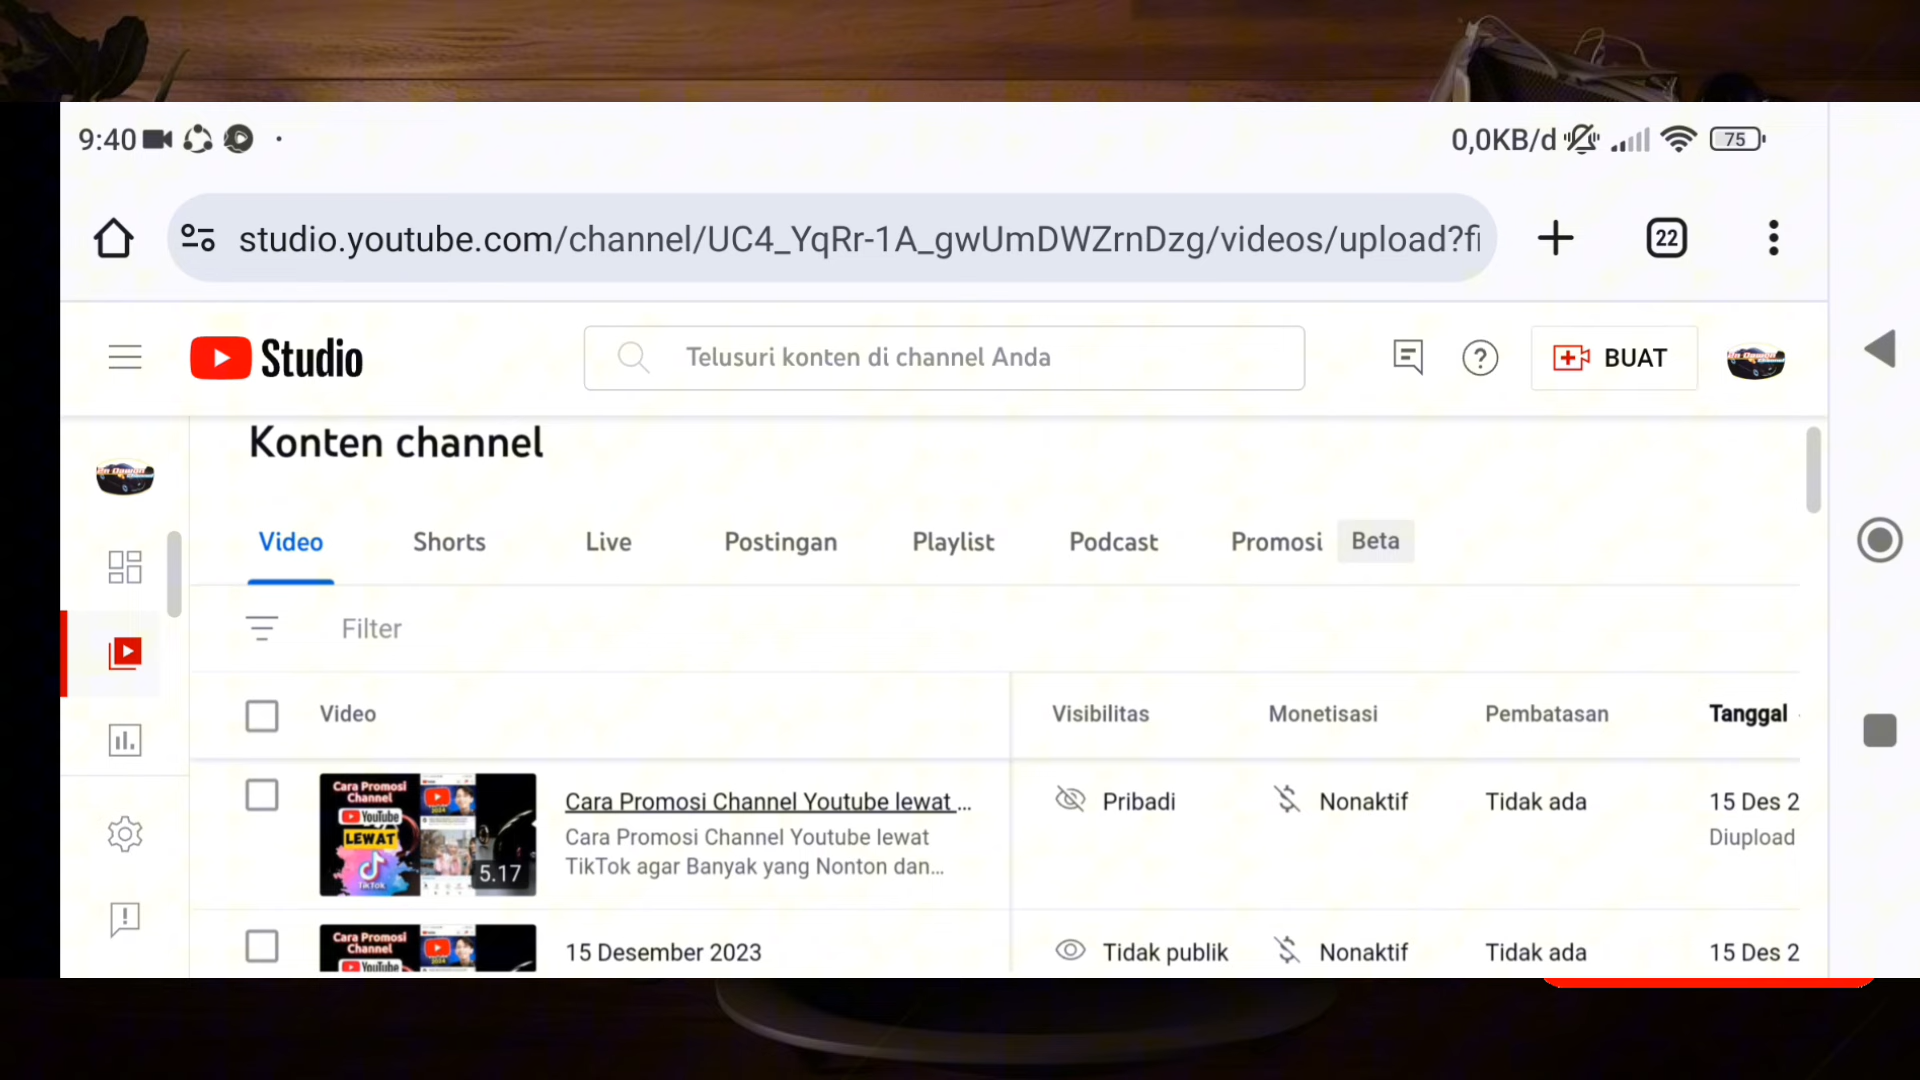 9:40
0,0KB/d
75
studio.youtube.com/channel/UC4_YqRr-1A_gwUmDWZrnDzg/videos/upload?fi
22
Studio
Telusuri konten di channel Anda
BUAT
Konten channel
Video Shorts Live Postingan Playlist Podcast Promosi Beta
Filter
Video Visibilitas Monetisasi Pembatasan Tanggal
Cara Promosi
Channel
YouTube
LEWAT
TikTok
5.17
Cara Promosi Channel Youtube lewat ...
Cara Promosi Channel Youtube lewat
TikTok agar Banyak yang Nonton dan...
Pribadi Nonaktif Tidak ada 15 Des 2
Diupload
Cara Promosi
Channel
YouTube
15 Desember 2023 Tidak publik Nonaktif Tidak ada 15 Des 2